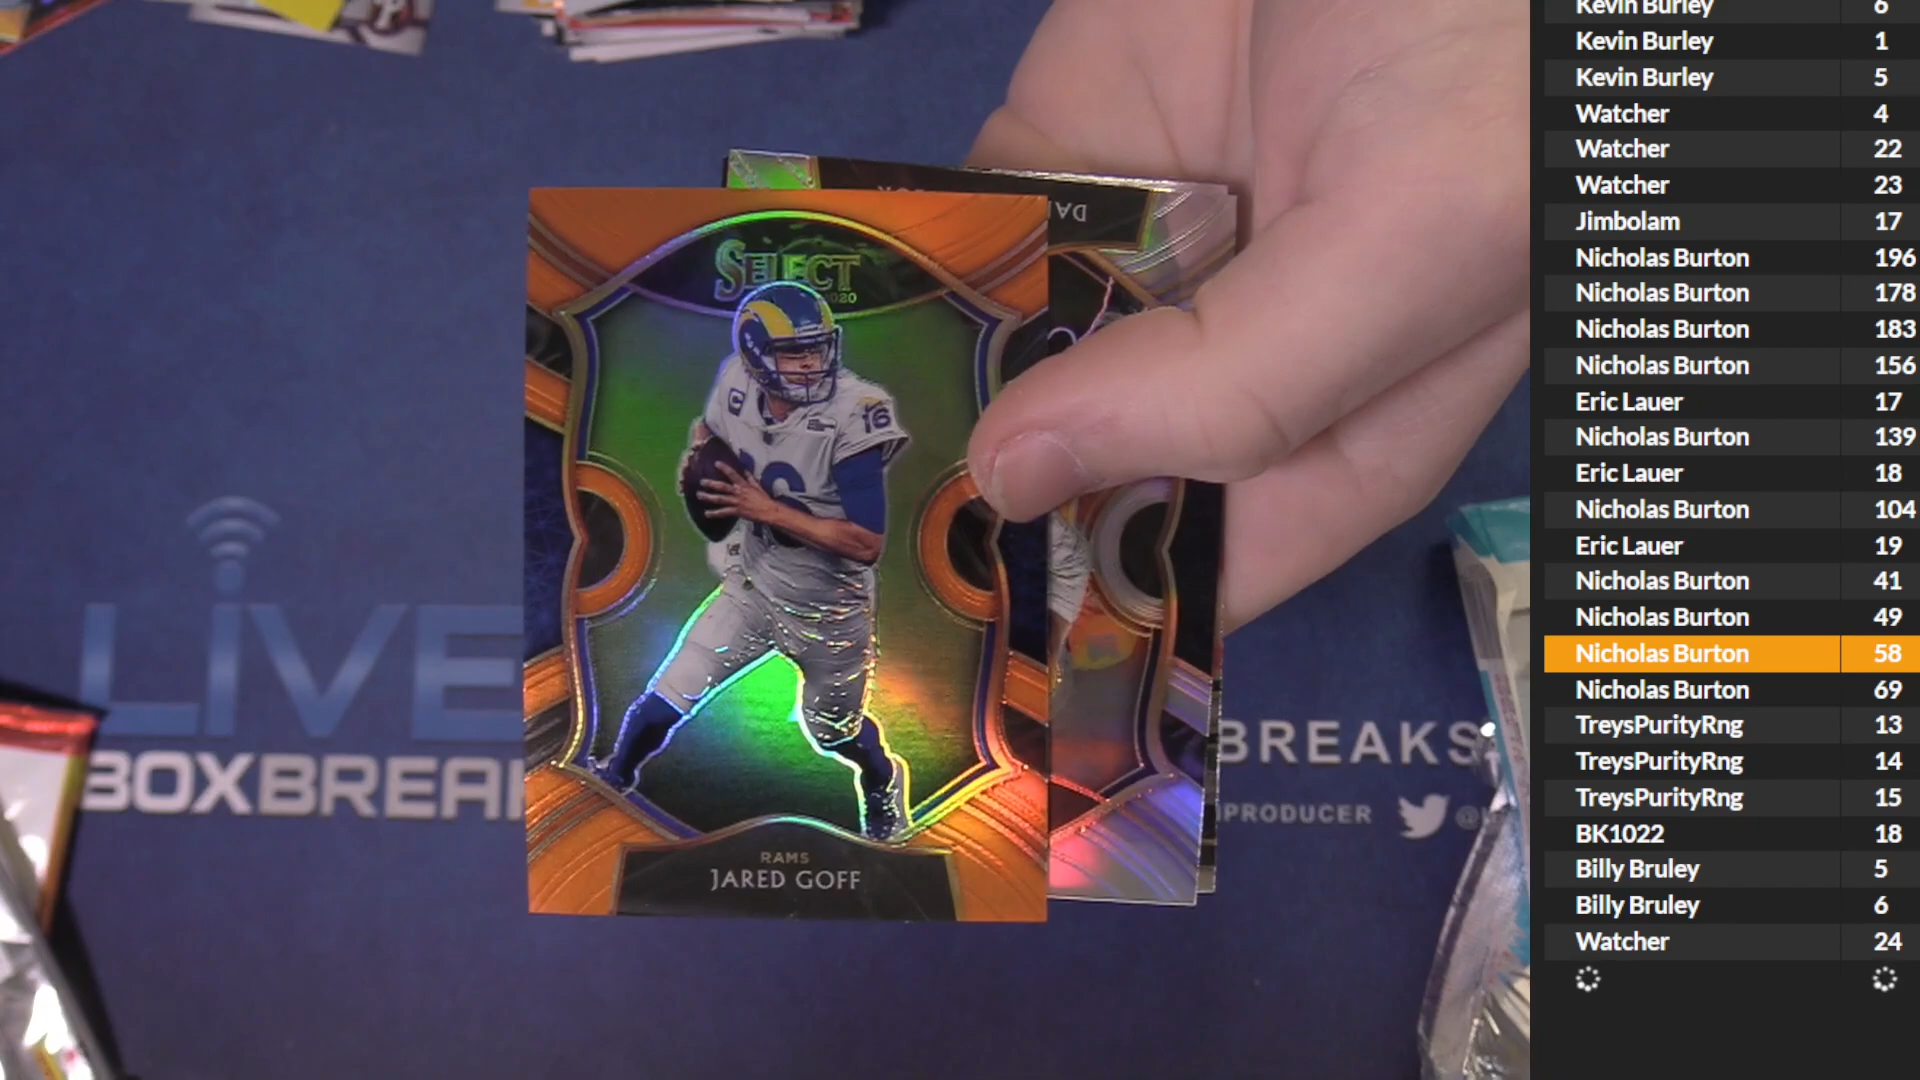 SELECT
2020
16
16
RAMS
JARED GOFF
LiVE
BOXBREA
BREAKS
Kevin Burley 6
Kevin Burley 1
Kevin Burley 5
Watcher 4
Watcher 22
Watcher 23
Jimbolam 17
Nicholas Burton 196
Nicholas Burton 178
Nicholas Burton 183
Nicholas Burton 156
Eric Lauer 17
Nicholas Burton 139
Eric Lauer 18
Nicholas Burton 104
Eric Lauer 19
Nicholas Burton 41
Nicholas Burton 49
Nicholas Burton 58
Nicholas Burton 69
TreysPurityRng 13
TreysPurityRng 14
TreysPurityRng 15
BK1022 18
Billy Bruley 5
Billy Bruley 6
Watcher 24